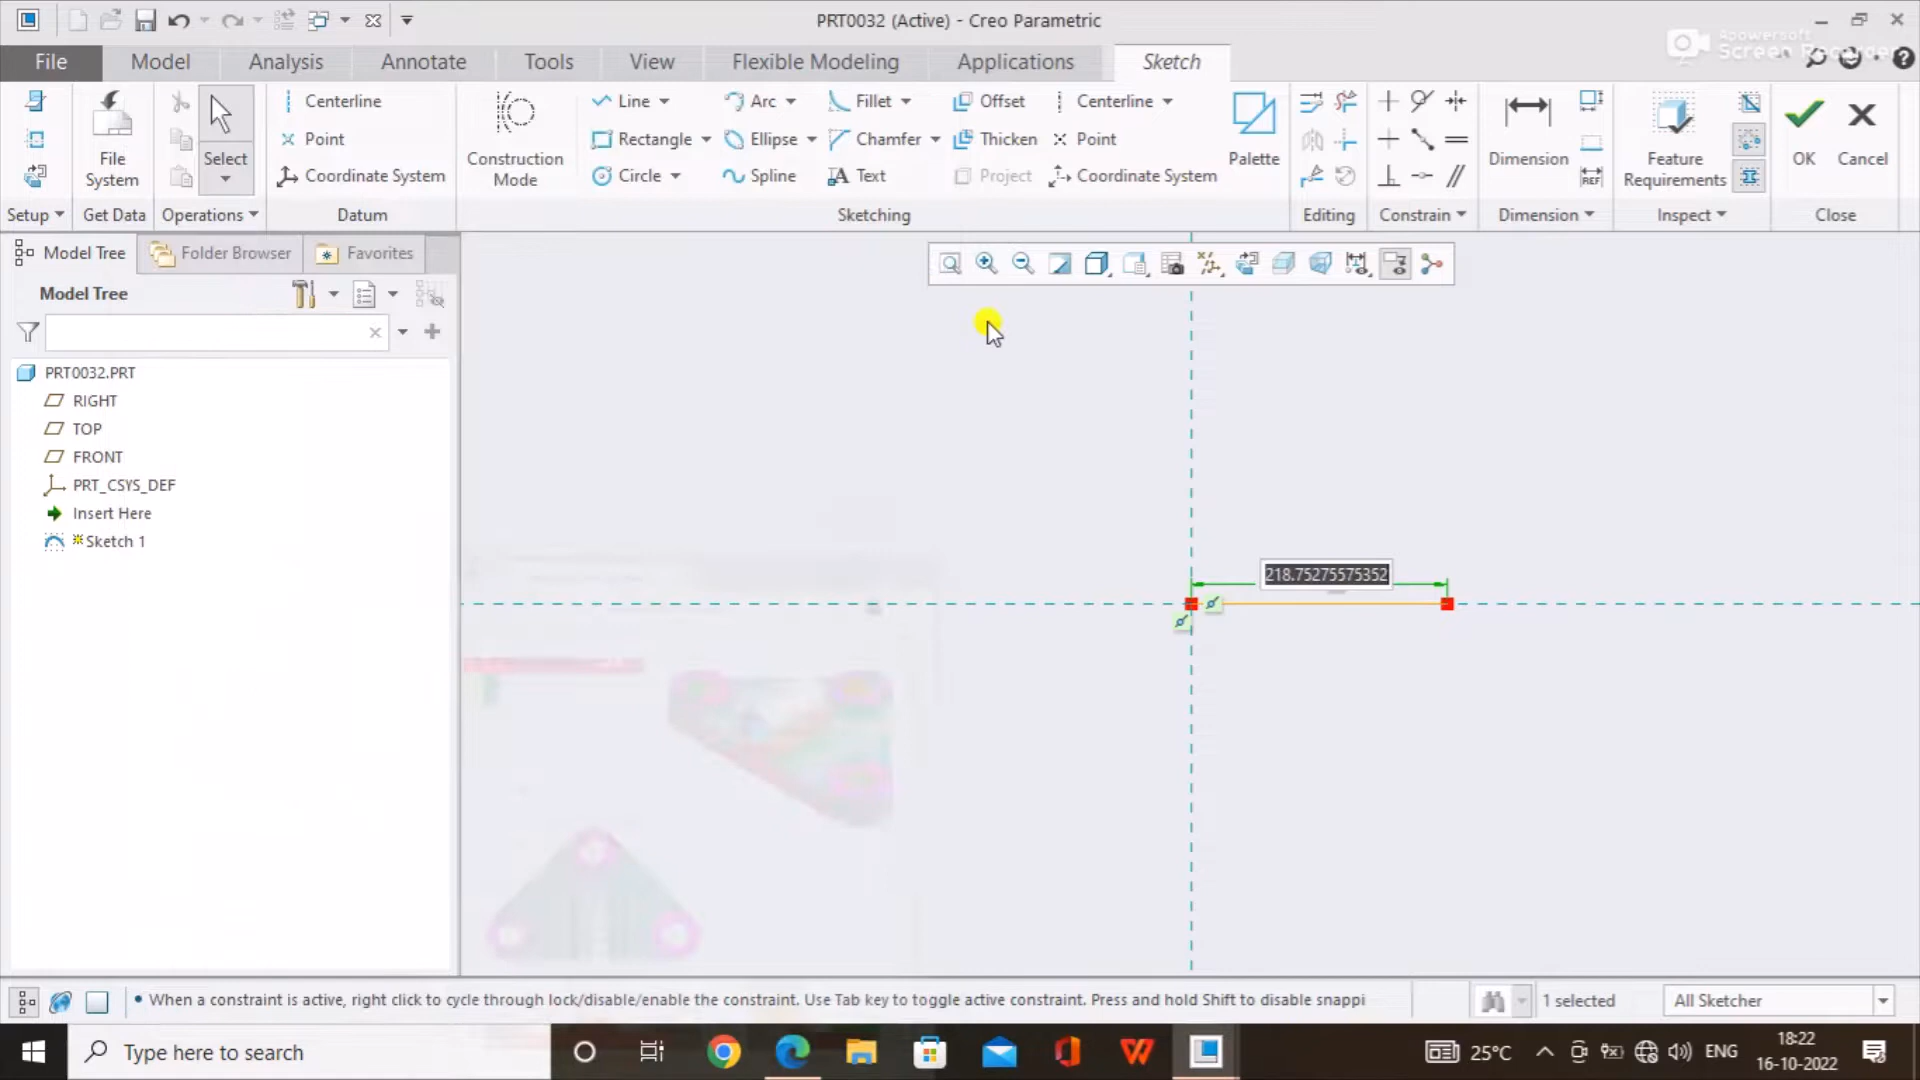 PRT0032 (Active) - Creo Parametric
Apowersoft
Screen Recorder
File Model Analysis Annotate Tools View Flexible Modeling Applications Sketch
Centerline Line Arc Fillet Offset Centerline
Point Rectangle Ellipse Chamfer Thicken Point
Coordinate System Circle Spline Text Project Coordinate System
File System
Select
Construction Mode
Palette
Dimension
REF
Feature Requirements
OK Cancel
Setup Get Data Operations Datum Sketching Editing Constrain Dimension Inspect Close
Model Tree Folder Browser Favorites
Model Tree
PRT0032.PRT
RIGHT
TOP
FRONT
PRT_CSYS_DEF
Insert Here
Sketch 1
218.75275575352
When a constraint is active, right click to cycle through lock/disable/enable the constraint. Use Tab key to toggle active constraint. Press and hold Shift to disable snappi
1 selected
All Sketcher
Type here to search
25°C
ENG
18:22
16-10-2022